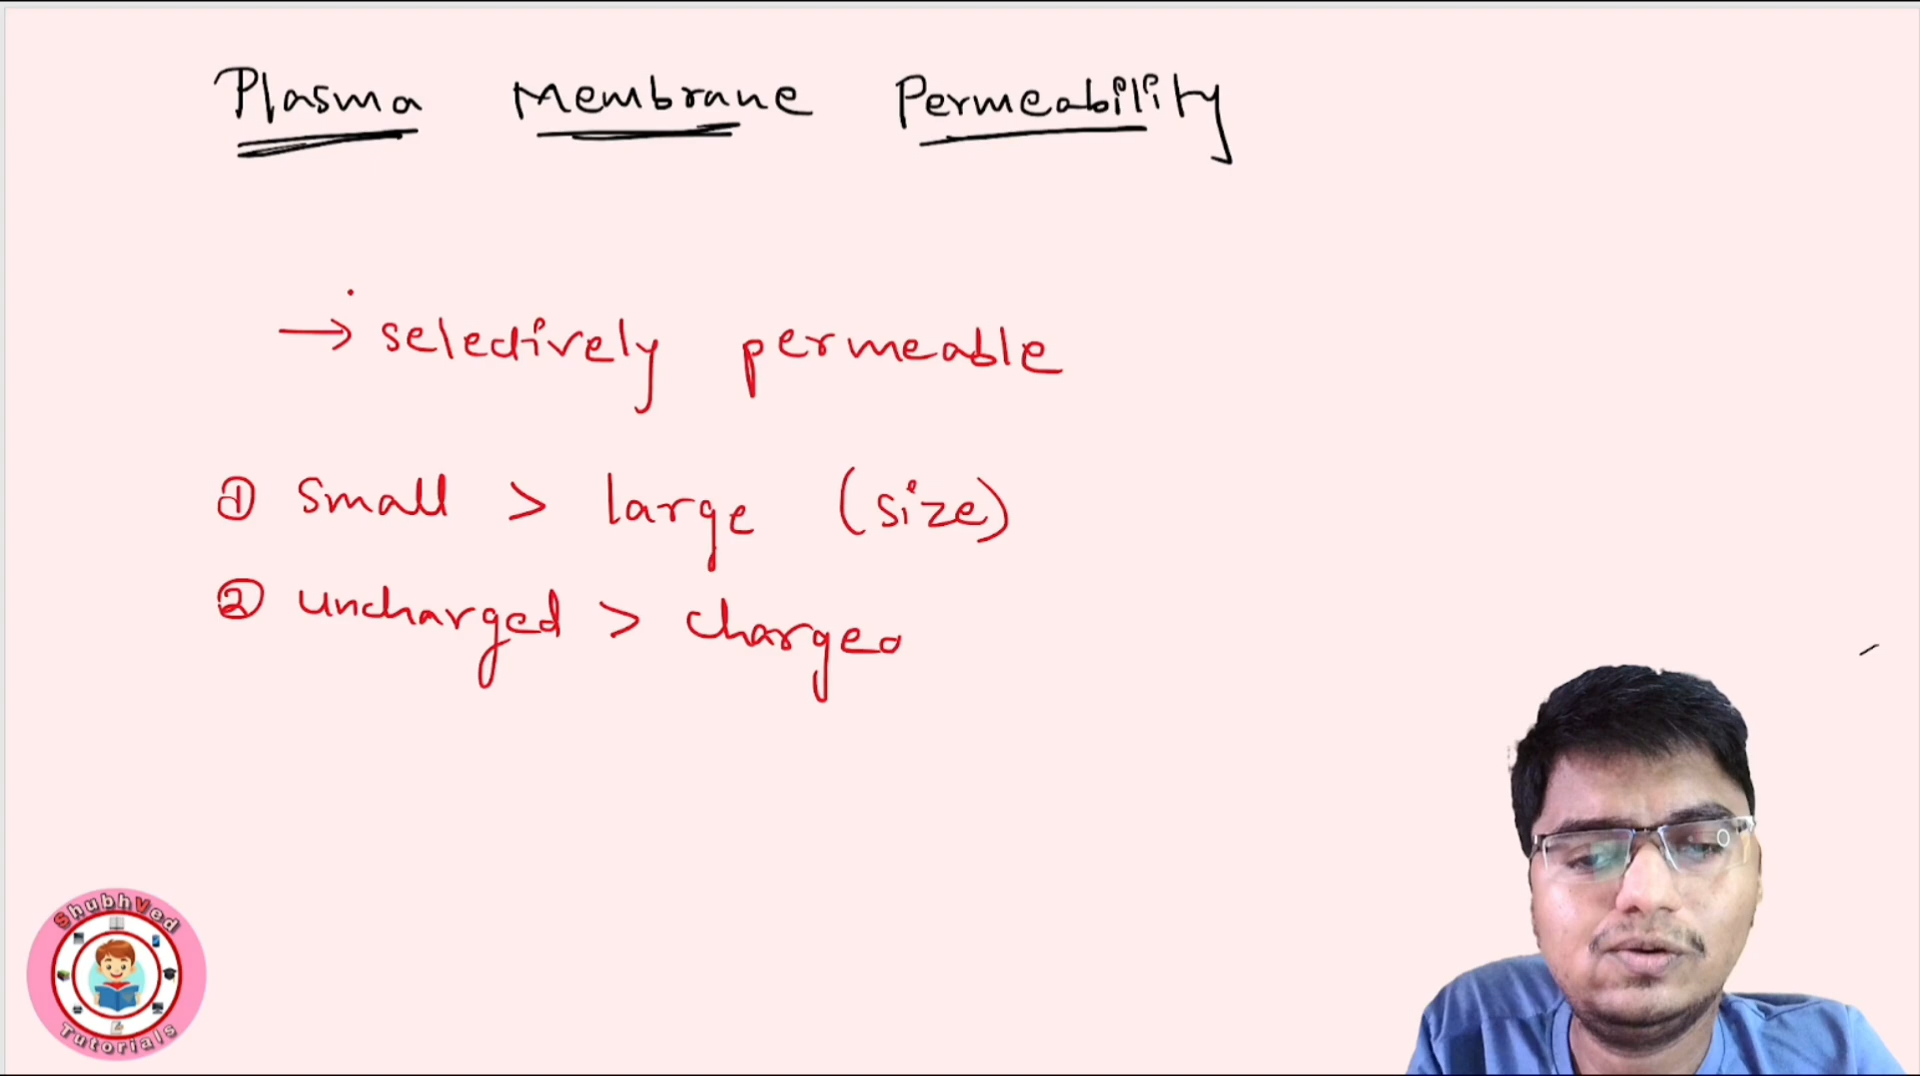 Plasma Membrane Permeability
→ selectively permeable
① small > large (size)
② uncharged > charged
ShubhVed
Tutorials